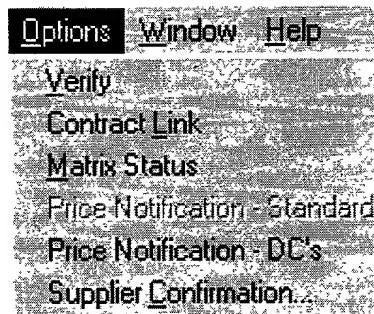 Options Window Help
Verify
Contract Link
Matrix Status
Price Notification - Standard
Price Notification - DC's
Supplier Confirmation...